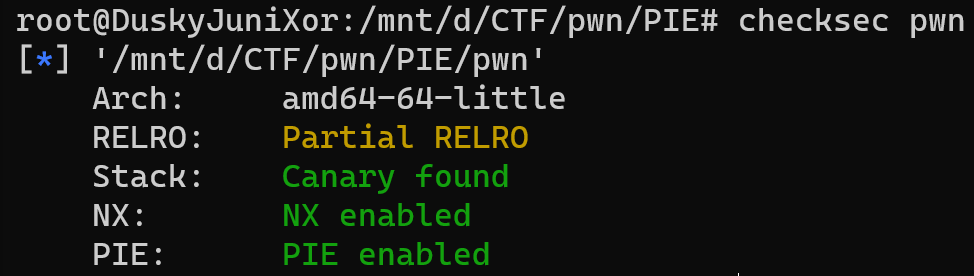 root@DuskyJuniXor:/mnt/d/CTF/pwn/PIE# checksec pwn
[*] '/mnt/d/CTF/pwn/PIE/pwn'
    Arch:     amd64-64-little
    RELRO:    Partial RELRO
    Stack:    Canary found
    NX:       NX enabled
    PIE:      PIE enabled